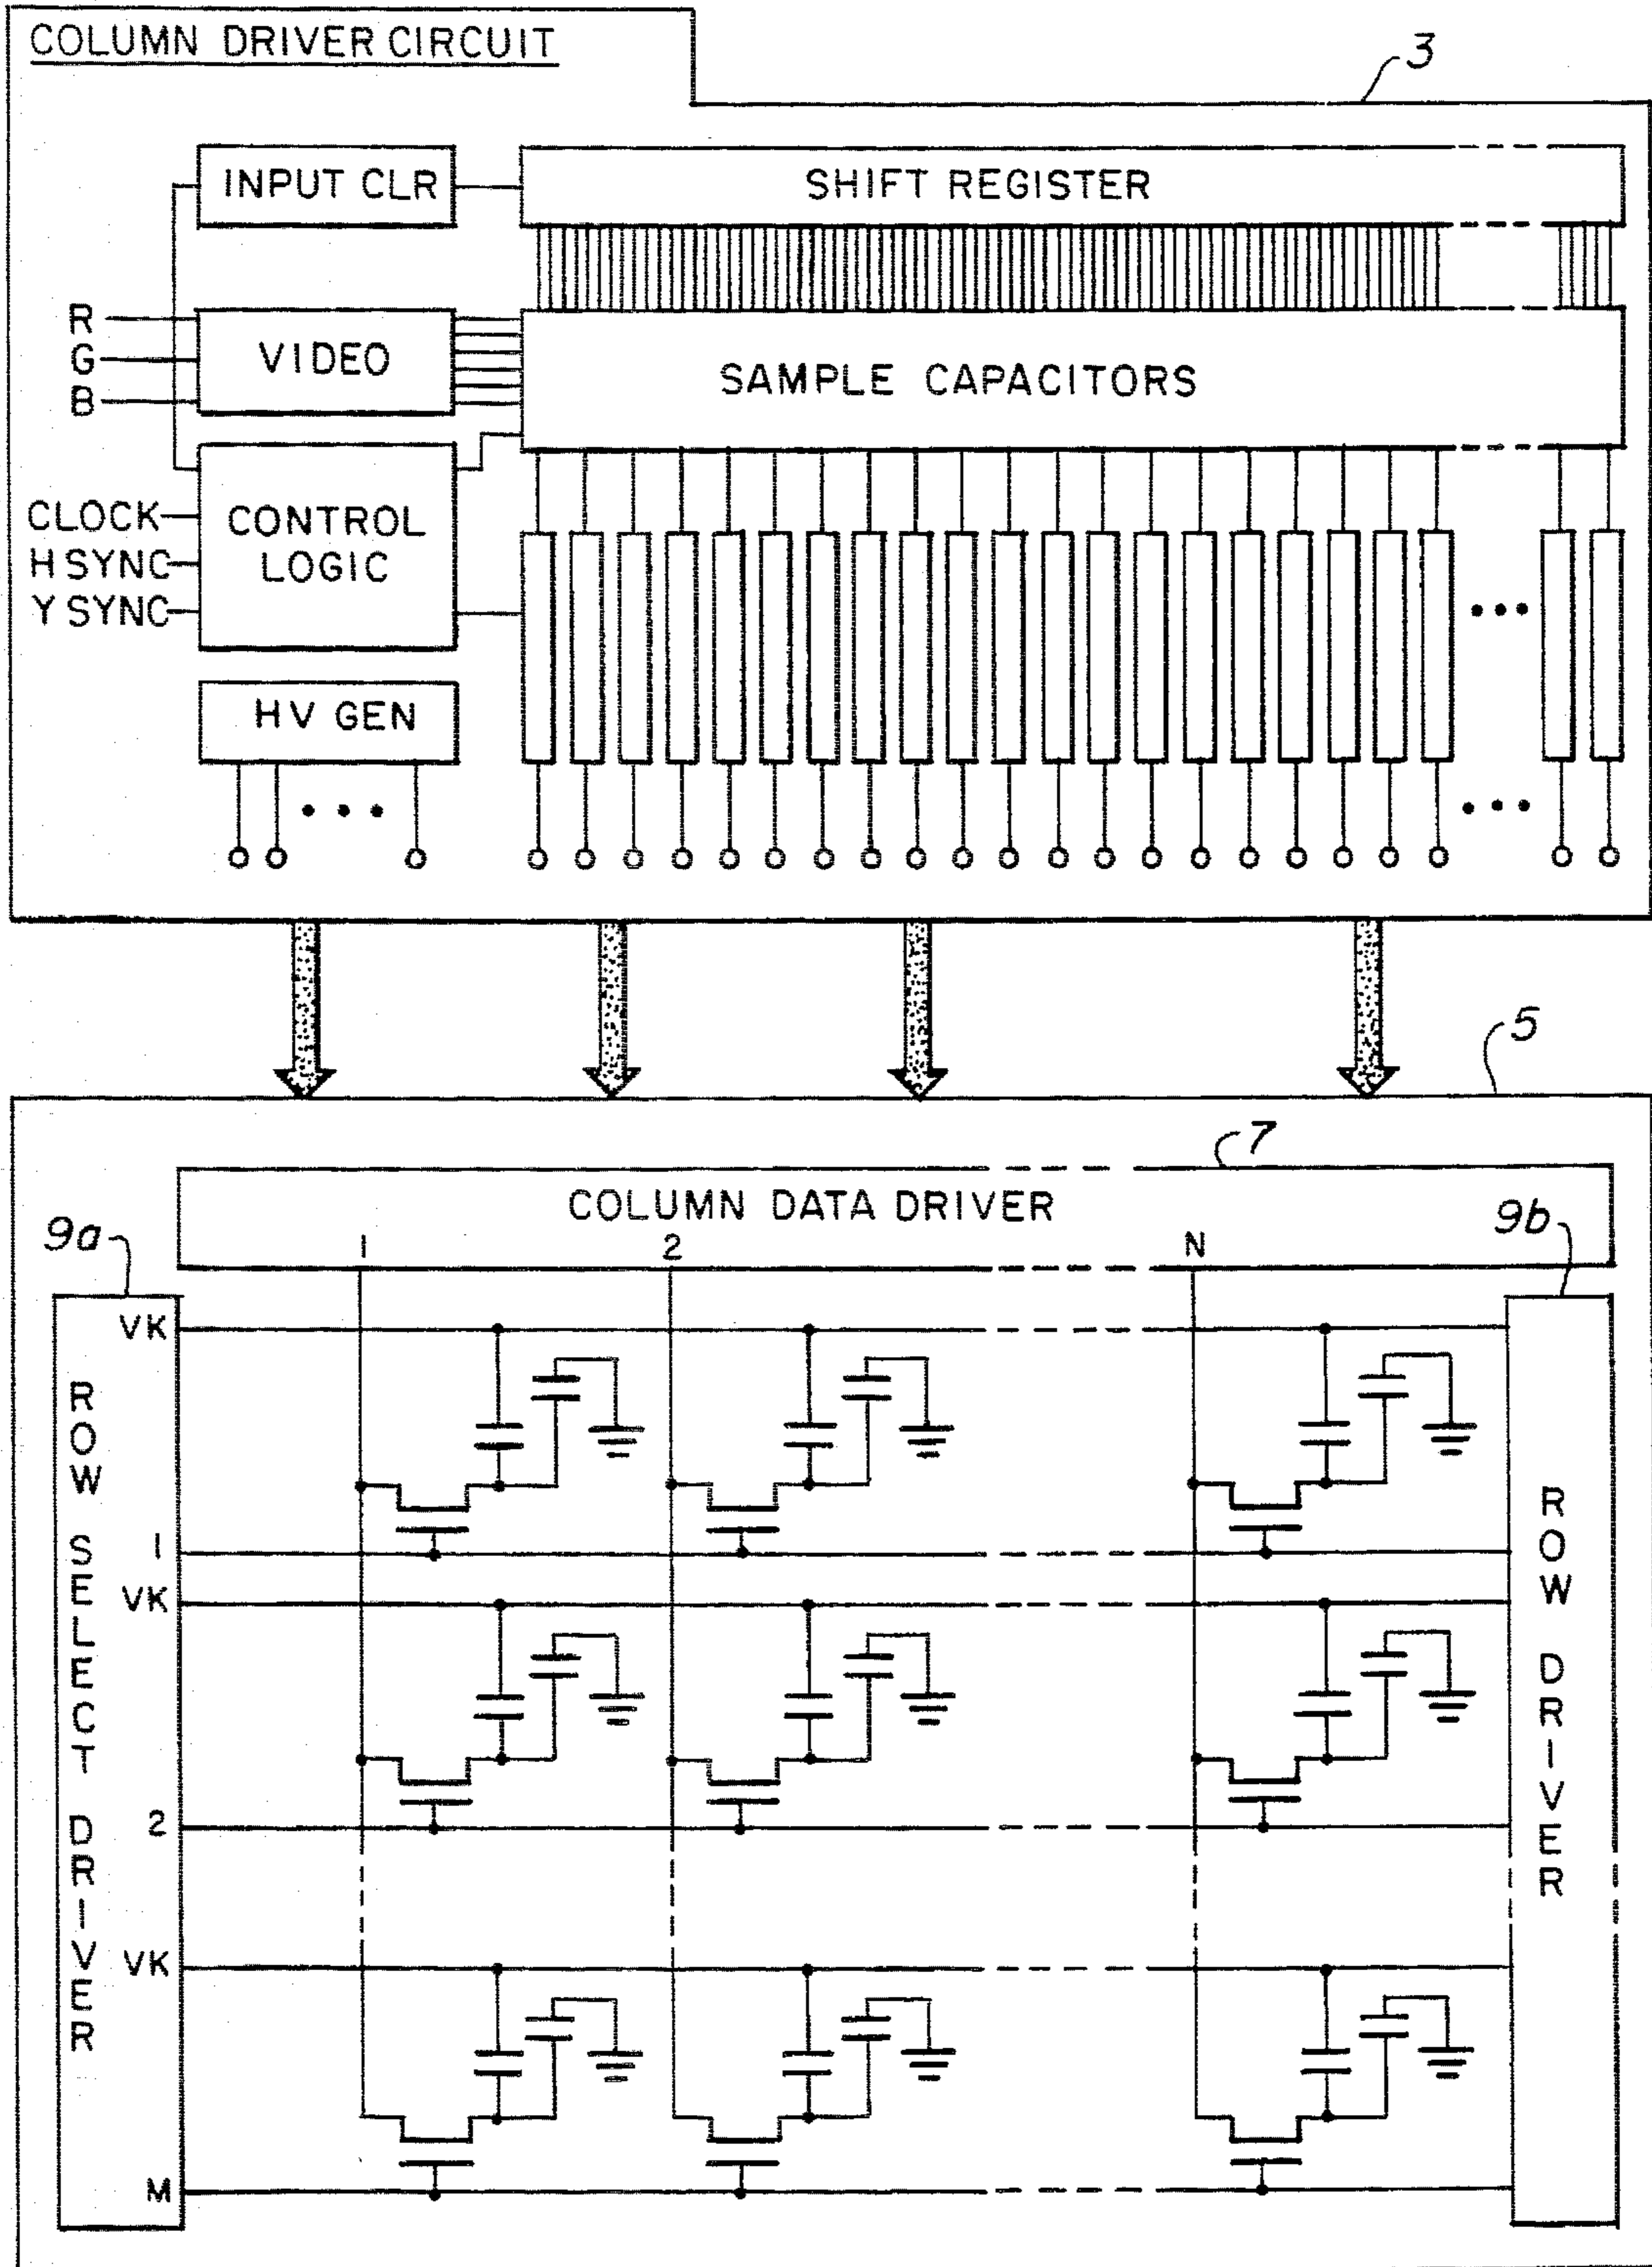 COLUMN DRIVER CIRCUIT
3
INPUT CLR
SHIFT REGISTER
R
G
B
VIDEO
SAMPLE CAPACITORS
CLOCK
H SYNC
Y SYNC
CONTROL
LOGIC
HV GEN
5
7
COLUMN DATA DRIVER
9a
9b
1
2
N
VK
1
VK
2
VK
M
ROW SELECT DRIVER
ROW DRIVER